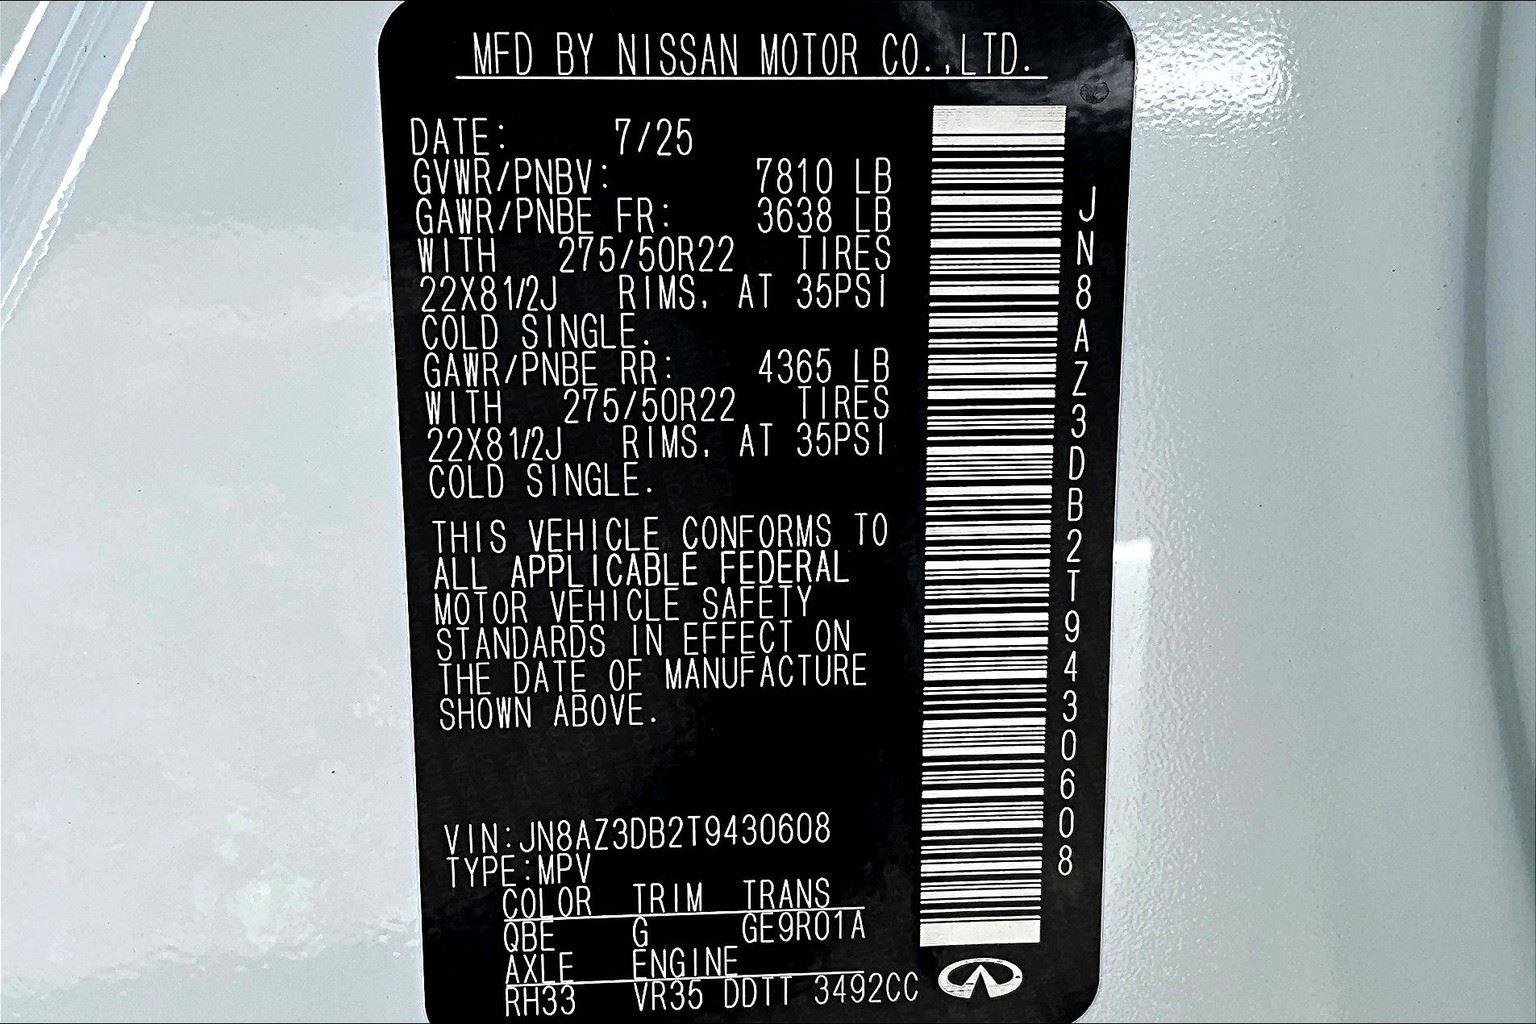 MFD BY NISSAN MOTOR CO.,LTD.
DATE: 7/25
GVWR/PNBV: 7810 LB
GAWR/PNBE FR: 3638 LB
WITH 275/50R22 TIRES
22X8 1/2J RIMS, AT 35PSI
COLD SINGLE.
GAWR/PNBE RR: 4365 LB
WITH 275/50R22 TIRES
22X8 1/2J RIMS, AT 35PSI
COLD SINGLE.
THIS VEHICLE CONFORMS TO
ALL APPLICABLE FEDERAL
MOTOR VEHICLE SAFETY
STANDARDS IN EFFECT ON
THE DATE OF MANUFACTURE
SHOWN ABOVE.
VIN:JN8AZ3DB2T9430608
TYPE:MPV
COLOR TRIM TRANS
QBE G GE9R01A
AXLE ENGINE
RH33 VR35 DDTT 3492CC
JN8AZ3DB2T9430608